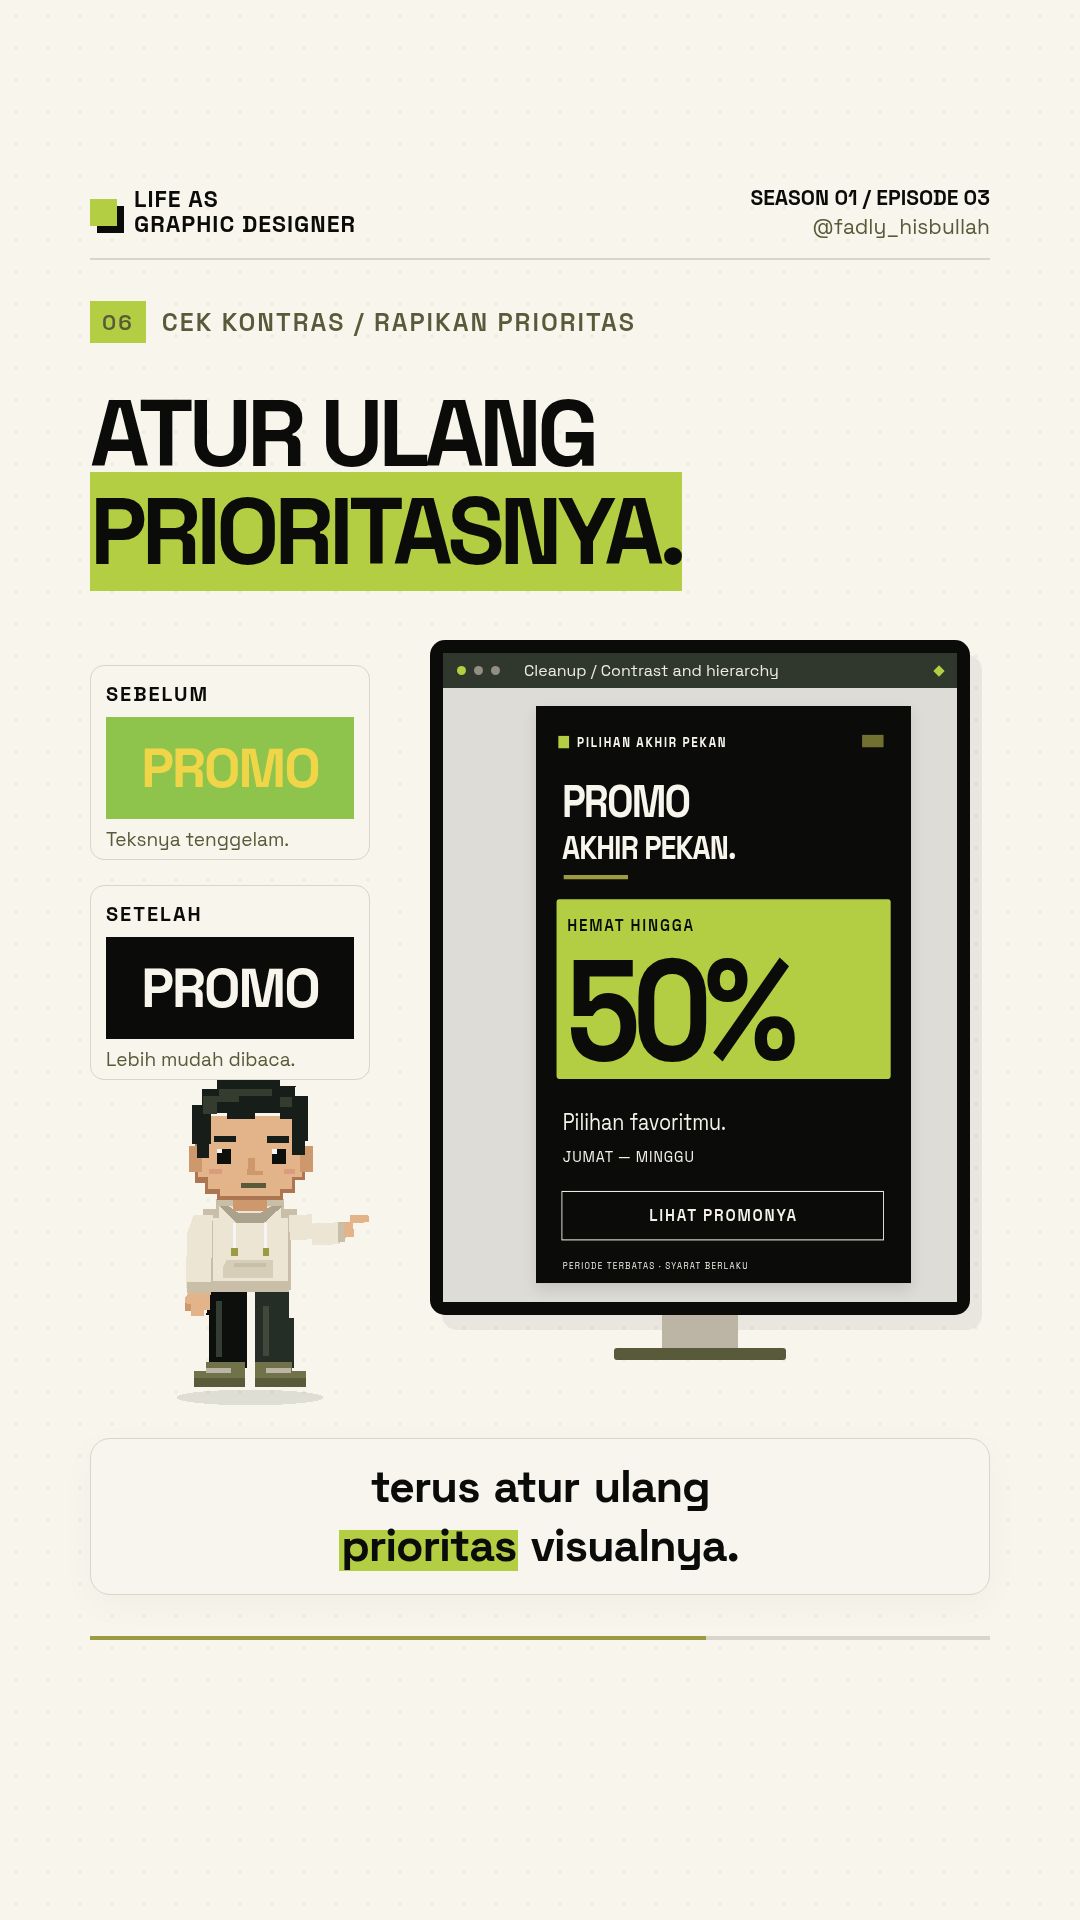 LIFE AS
GRAPHIC DESIGNER
SEASON 01 / EPISODE 03
@fadly_hisbullah
06 CEK KONTRAS / RAPIKAN PRIORITAS
ATUR ULANG
PRIORITASNYA.
SEBELUM
PROMO
Teksnya tenggelam.
SETELAH
PROMO
Lebih mudah dibaca.
Cleanup / Contrast and hierarchy
PILIHAN AKHIR PEKAN
PROMO
AKHIR PEKAN.
HEMAT HINGGA
50%
Pilihan favoritmu.
JUMAT — MINGGU
LIHAT PROMONYA
PERIODE TERBATAS · SYARAT BERLAKU
terus atur ulang
prioritas visualnya.